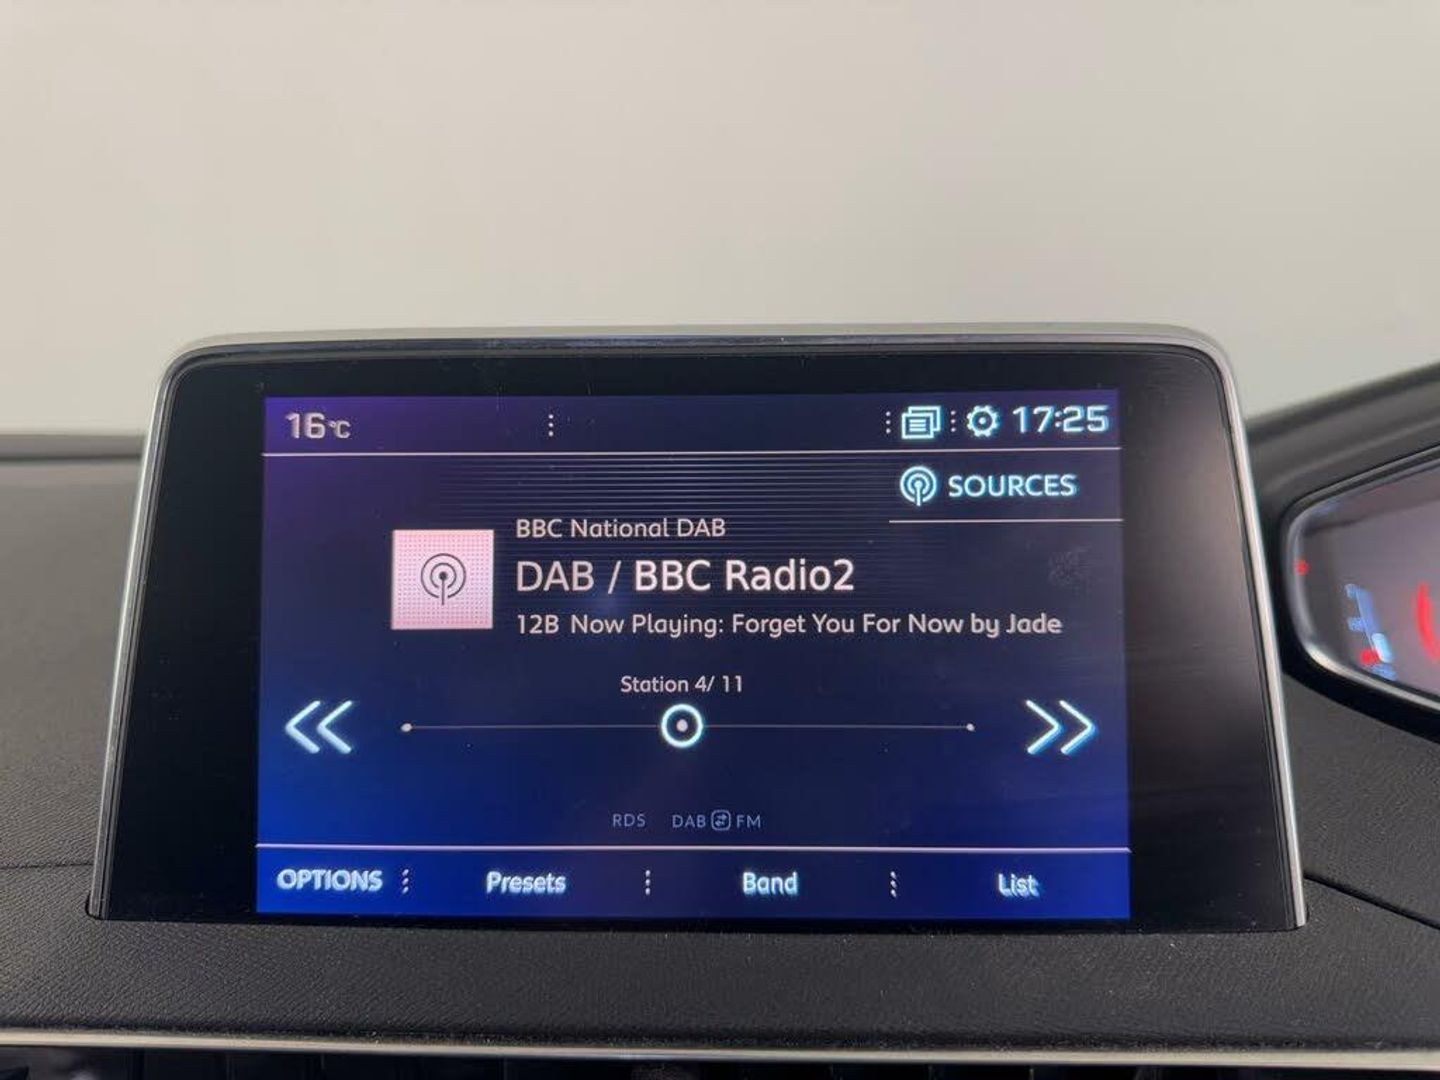 16°C
17:25
SOURCES
BBC National DAB
DAB / BBC Radio2
12B Now Playing: Forget You For Now by Jade
Station 4/ 11
RDS DAB FM
OPTIONS Presets Band List